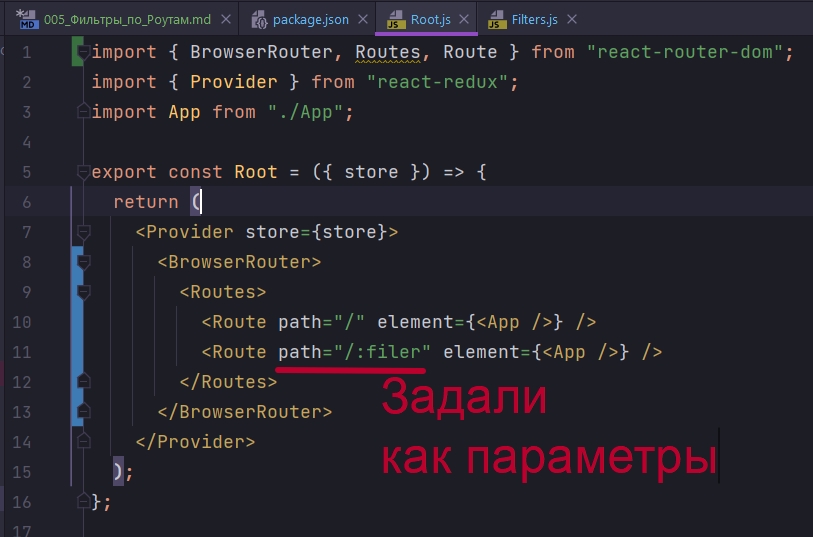 005_Фильтры_по_Роутам.md package.json Root.js Filters.js
1 import { BrowserRouter, Routes, Route } from "react-router-dom";
2 import { Provider } from "react-redux";
3 import App from "./App";
4
5 export const Root = ({ store }) => {
6 return (
7 <Provider store={store}>
8 <BrowserRouter>
9 <Routes>
10 <Route path="/" element={<App />} />
11 <Route path="/:filer" element={<App />} />
12 </Routes>
13 </BrowserRouter>
14 </Provider>
15 );
16 };
17
Задали
как параметры